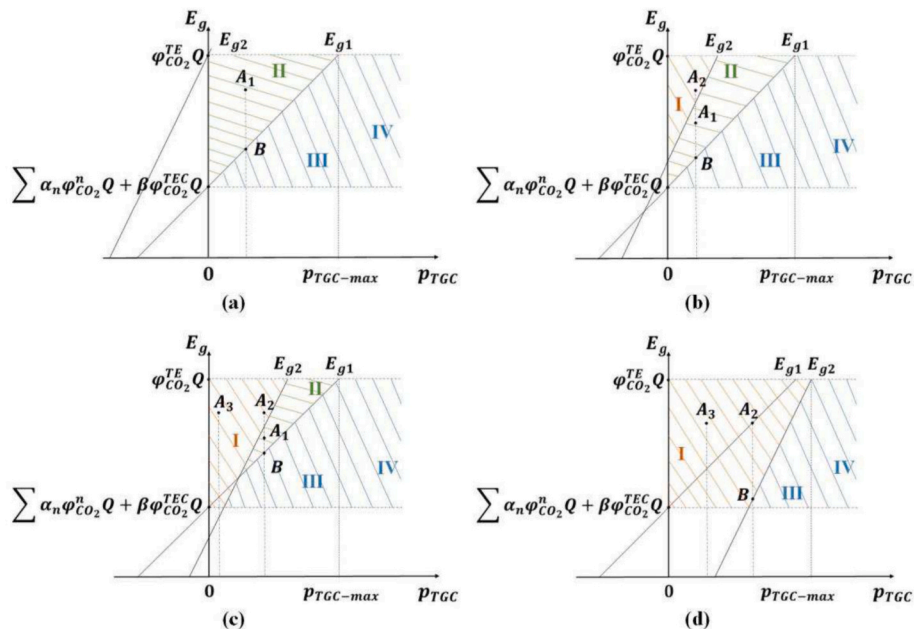 E_g
φ_{CO_2}^{TE} Q
E_{g2}
E_{g1}
II
A_1
B
III
IV
∑ α_n φ_{CO_2}^n Q + β φ_{CO_2}^{TEC} Q
0
p_{TGC-max}
p_{TGC}
(a)
E_g
φ_{CO_2}^{TE} Q
E_{g2}
E_{g1}
II
A_2
I
A_1
B
III
IV
∑ α_n φ_{CO_2}^n Q + β φ_{CO_2}^{TEC} Q
0
p_{TGC-max}
p_{TGC}
(b)
E_g
φ_{CO_2}^{TE} Q
E_{g2}
E_{g1}
II
A_3
A_2
I
A_1
B
III
IV
∑ α_n φ_{CO_2}^n Q + β φ_{CO_2}^{TEC} Q
0
p_{TGC-max}
p_{TGC}
(c)
E_g
φ_{CO_2}^{TE} Q
E_{g1}
E_{g2}
A_3
A_2
I
B
III
IV
∑ α_n φ_{CO_2}^n Q + β φ_{CO_2}^{TEC} Q
0
p_{TGC-max}
p_{TGC}
(d)